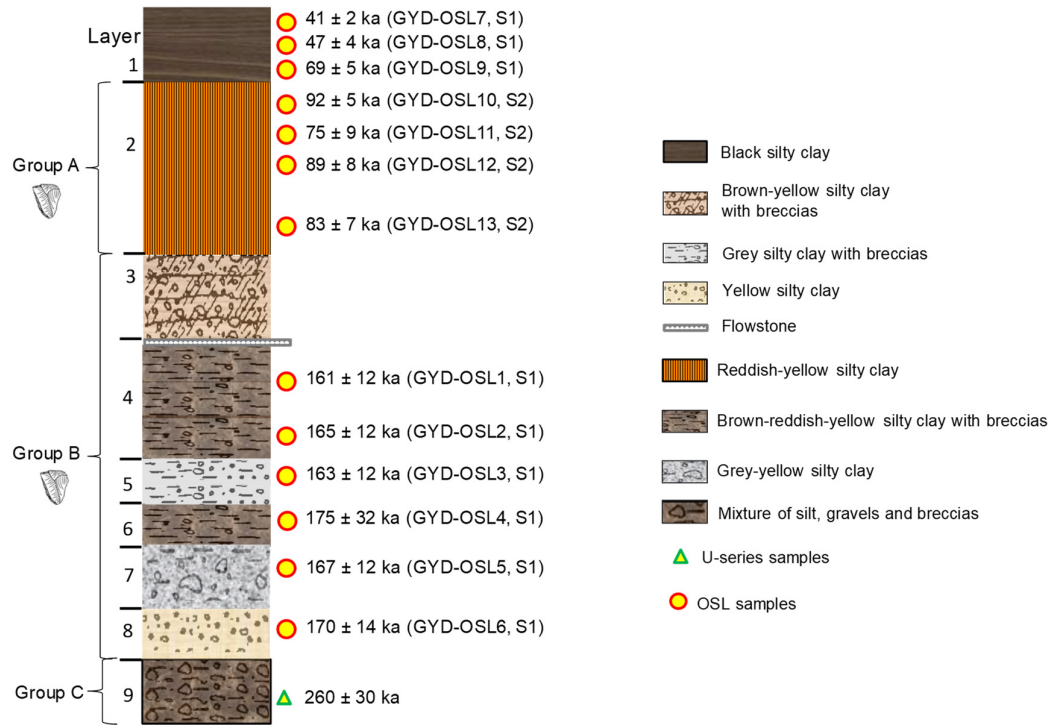 Layer
1
41 ± 2 ka (GYD-OSL7, S1)
47 ± 4 ka (GYD-OSL8, S1)
69 ± 5 ka (GYD-OSL9, S1)
Group A
2
92 ± 5 ka (GYD-OSL10, S2)
75 ± 9 ka (GYD-OSL11, S2)
89 ± 8 ka (GYD-OSL12, S2)
83 ± 7 ka (GYD-OSL13, S2)
Group B
3
4
161 ± 12 ka (GYD-OSL1, S1)
165 ± 12 ka (GYD-OSL2, S1)
5
163 ± 12 ka (GYD-OSL3, S1)
6
175 ± 32 ka (GYD-OSL4, S1)
7
167 ± 12 ka (GYD-OSL5, S1)
8
170 ± 14 ka (GYD-OSL6, S1)
Group C
9
260 ± 30 ka
Black silty clay
Brown-yellow silty clay
with breccias
Grey silty clay with breccias
Yellow silty clay
Flowstone
Reddish-yellow silty clay
Brown-reddish-yellow silty clay with breccias
Grey-yellow silty clay
Mixture of silt, gravels and breccias
U-series samples
OSL samples